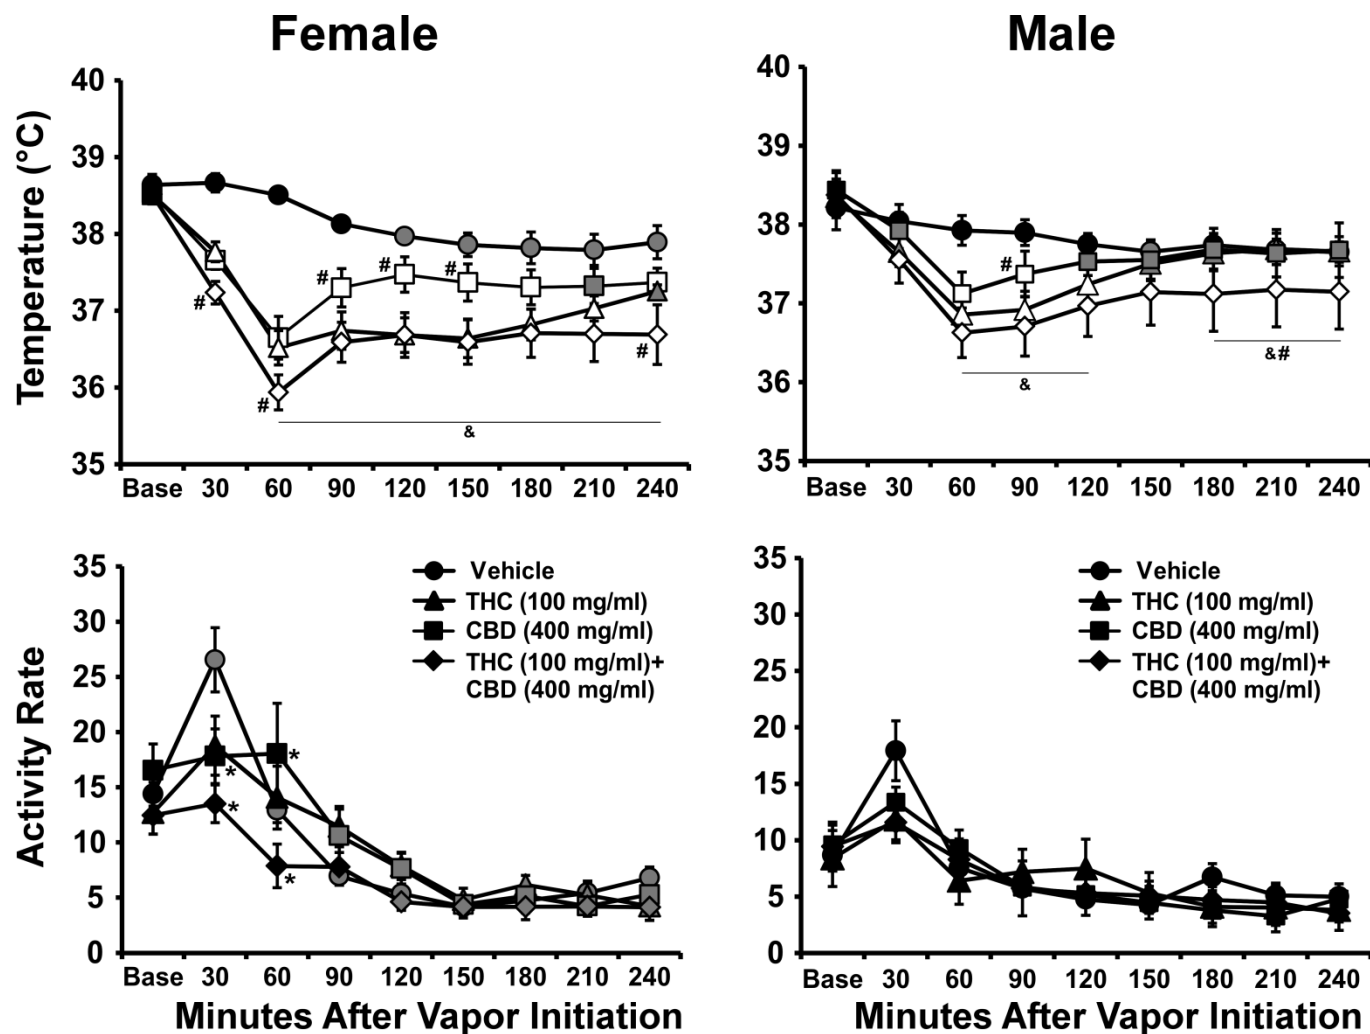 Female
Male
Temperature (°C)
40
39
38
37
36
35
#
#
#
#
#
#
&
Base 30 60 90 120 150 180 210 240
40
39
38
37
36
35
#
&
&#
Base 30 60 90 120 150 180 210 240
Activity Rate
35
30
25
20
15
10
5
0
Vehicle
THC (100 mg/ml)
CBD (400 mg/ml)
THC (100 mg/ml)+
CBD (400 mg/ml)
*
*
*
*
Base 30 60 90 120 150 180 210 240
Minutes After Vapor Initiation
35
30
25
20
15
10
5
0
Vehicle
THC (100 mg/ml)
CBD (400 mg/ml)
THC (100 mg/ml)+
CBD (400 mg/ml)
Base 30 60 90 120 150 180 210 240
Minutes After Vapor Initiation